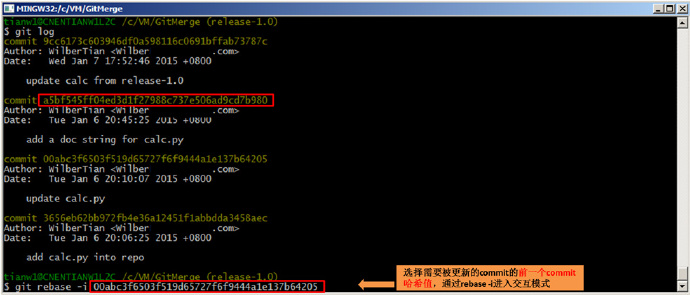 MINGW32:/c/VM/GitMerge
tianw1@CNENTIANW1L2C /c/VM/GitMerge (release-1.0)
$ git log
commit 9cc6173c603946df0a598116c0691bffab73787c
Author: WilberTian <Wilber .com>
Date: Wed Jan 7 17:52:46 2015 +0800
update calc from release-1.0
commit a5bf545ff04ed3d1f27988c737e506ad9cd7b980
Author: WilberTian <Wilber .com>
Date: Tue Jan 6 20:45:25 2015 +0800
add a doc string for calc.py
commit 00abc3f6503f519d65727f6f9444a1e137b64205
Author: WilberTian <Wilber .com>
Date: Tue Jan 6 20:10:07 2015 +0800
update calc.py
commit 3656eb62bb972fb4e36a12451f1abbdda3458aec
Author: WilberTian <Wilber .com>
Date: Tue Jan 6 20:06:25 2015 +0800
add calc.py into repo
tianw1@CNENTIANW1L2C /c/VM/GitMerge (release-1.0)
$ git rebase -i 00abc3f6503f519d65727f6f9444a1e137b64205
选择需要被更新的commit的前一个commit
哈希值，通过rebase -i进入交互模式